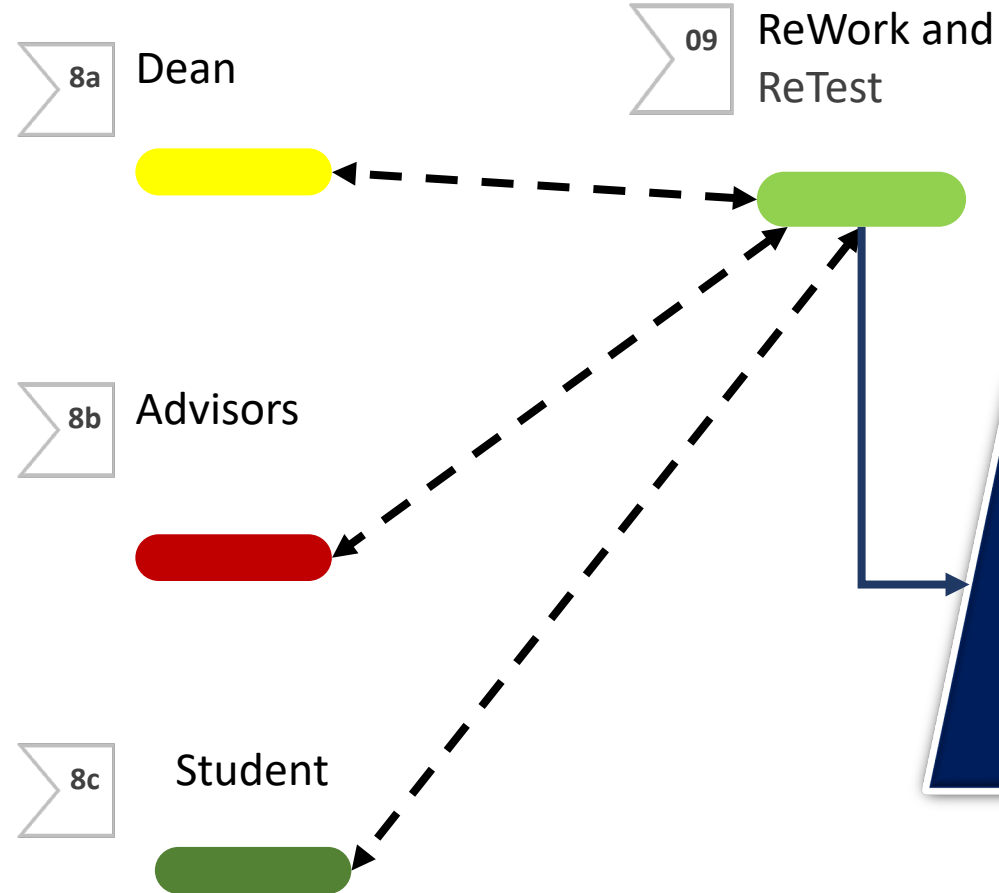 8a
Dean
09
ReWork and
ReTest
8b
Advisors
8c
Student